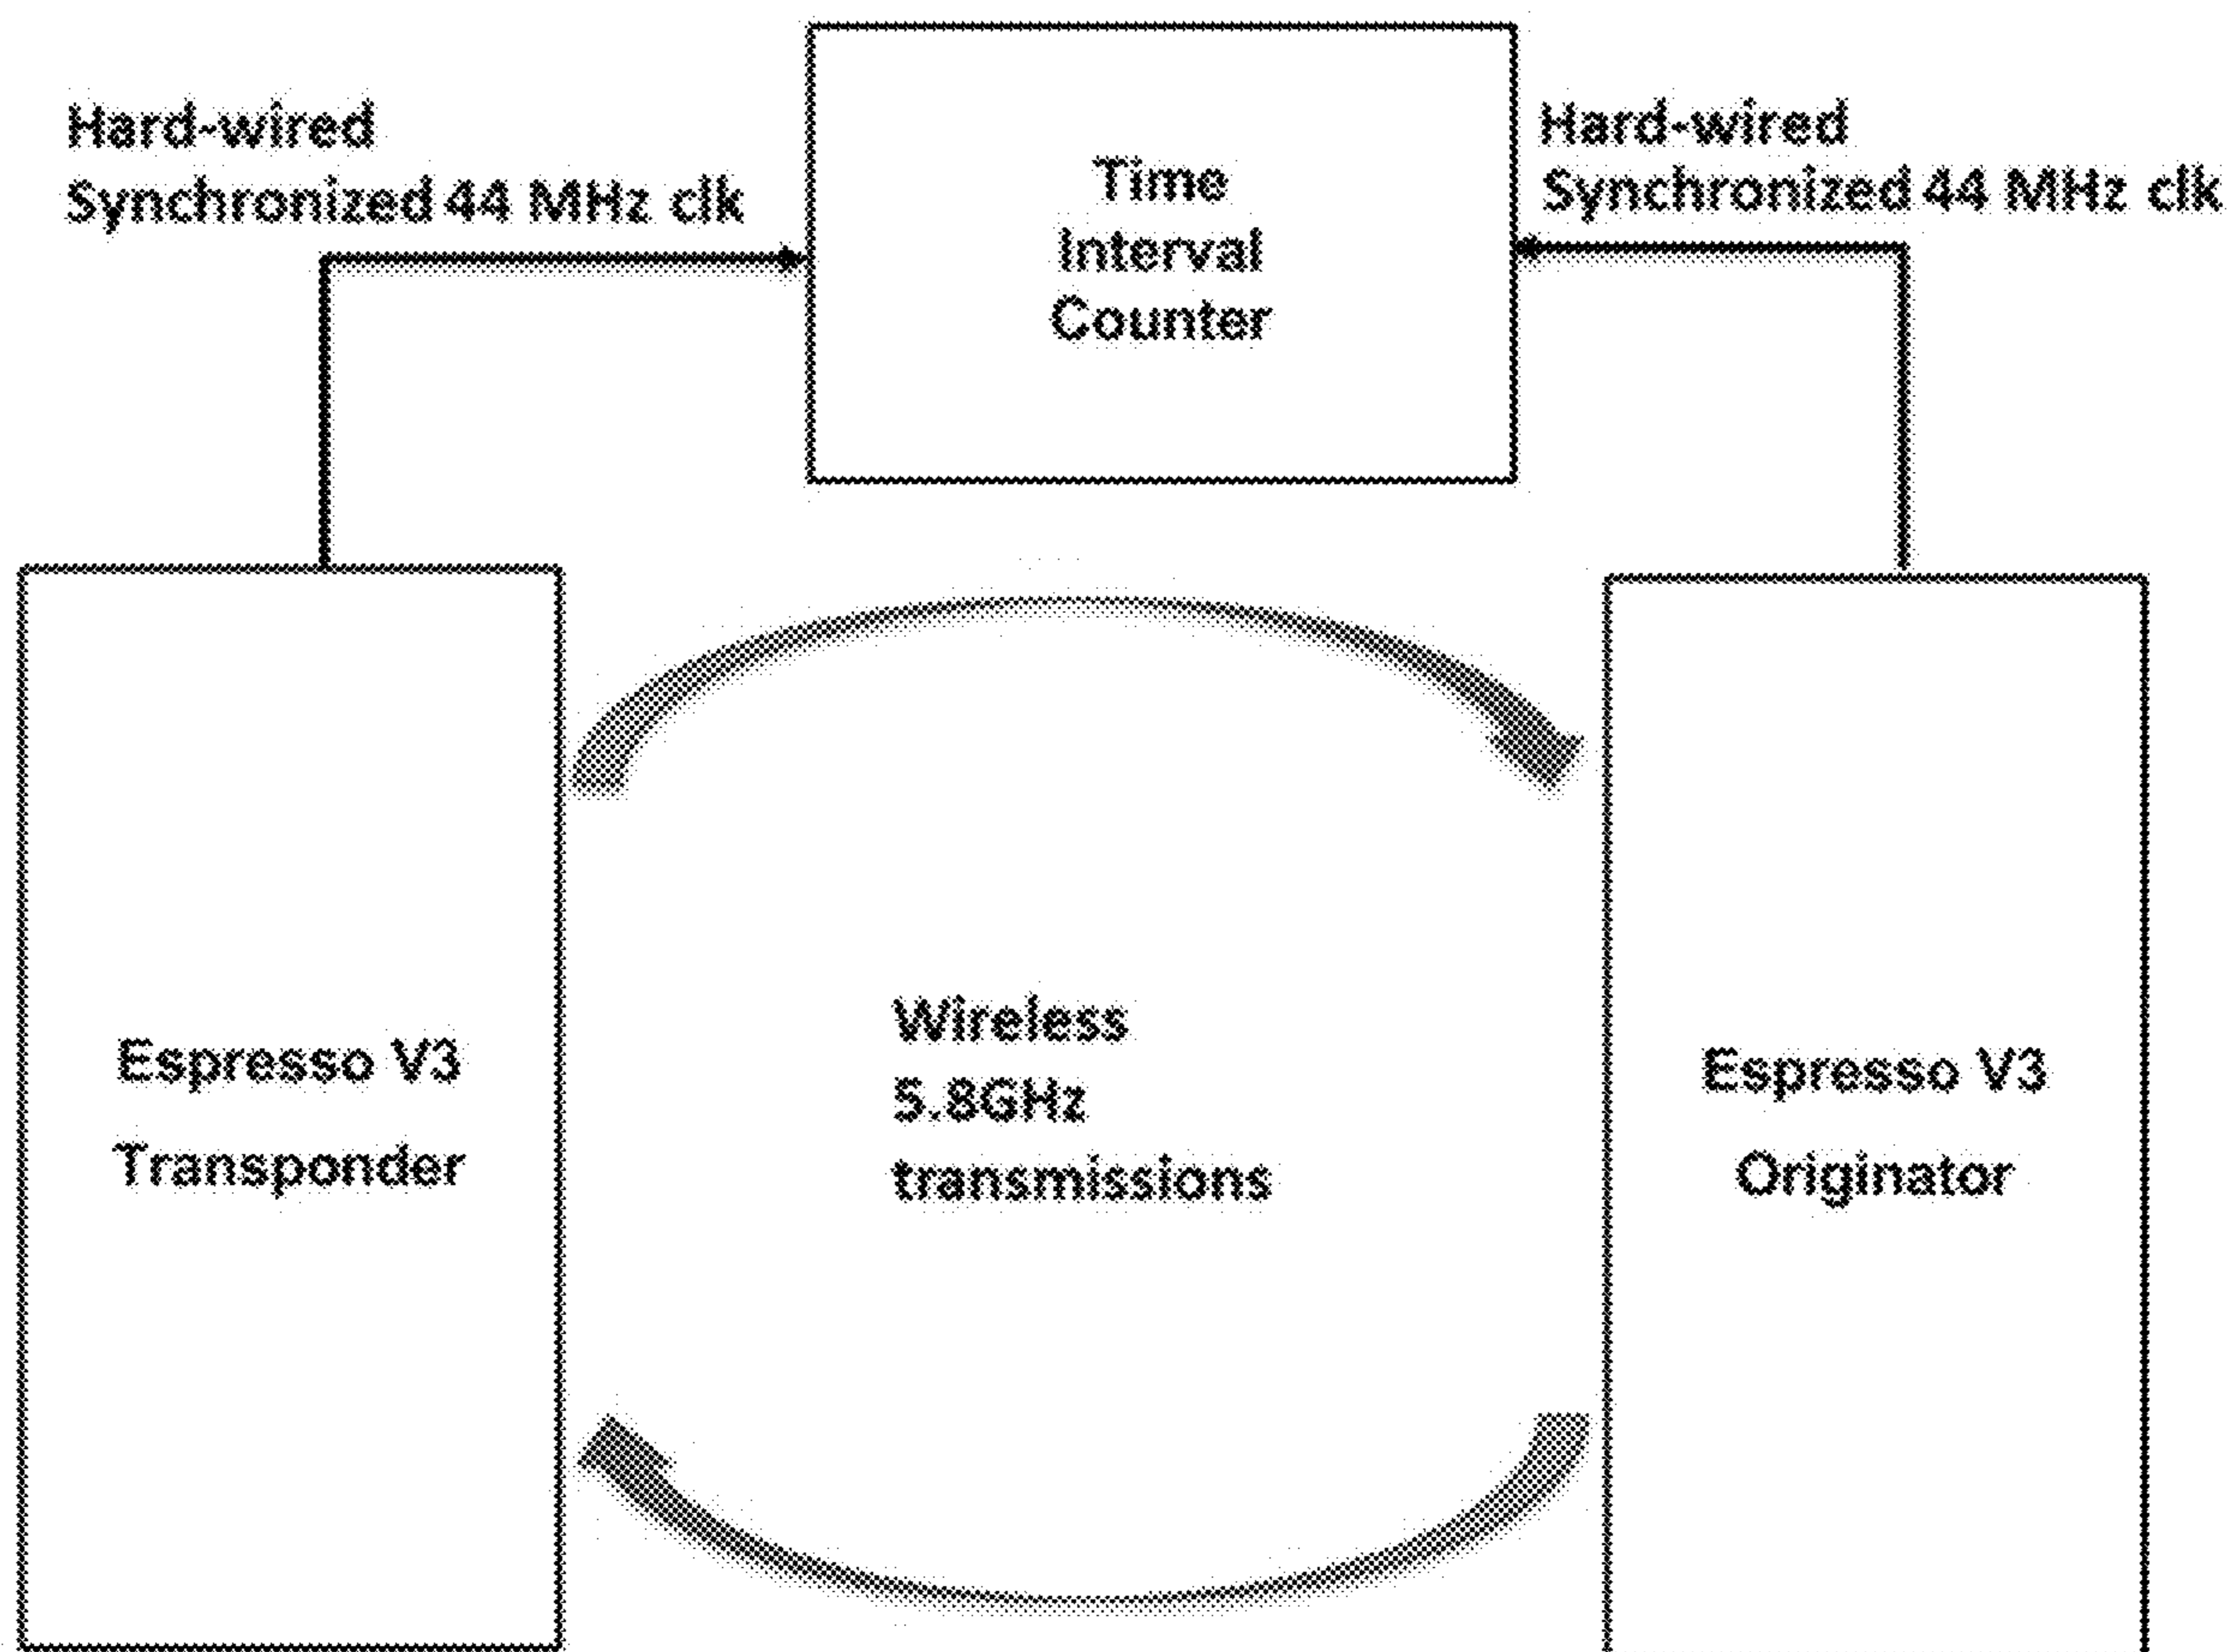 Hard-wired
Synchronized 44 MHz clk
Time
Interval
Counter
Hard-wired
Synchronized 44 MHz clk
Espresso V3
Transponder
Wireless
5.8GHz
transmissions
Espresso V3
Originator